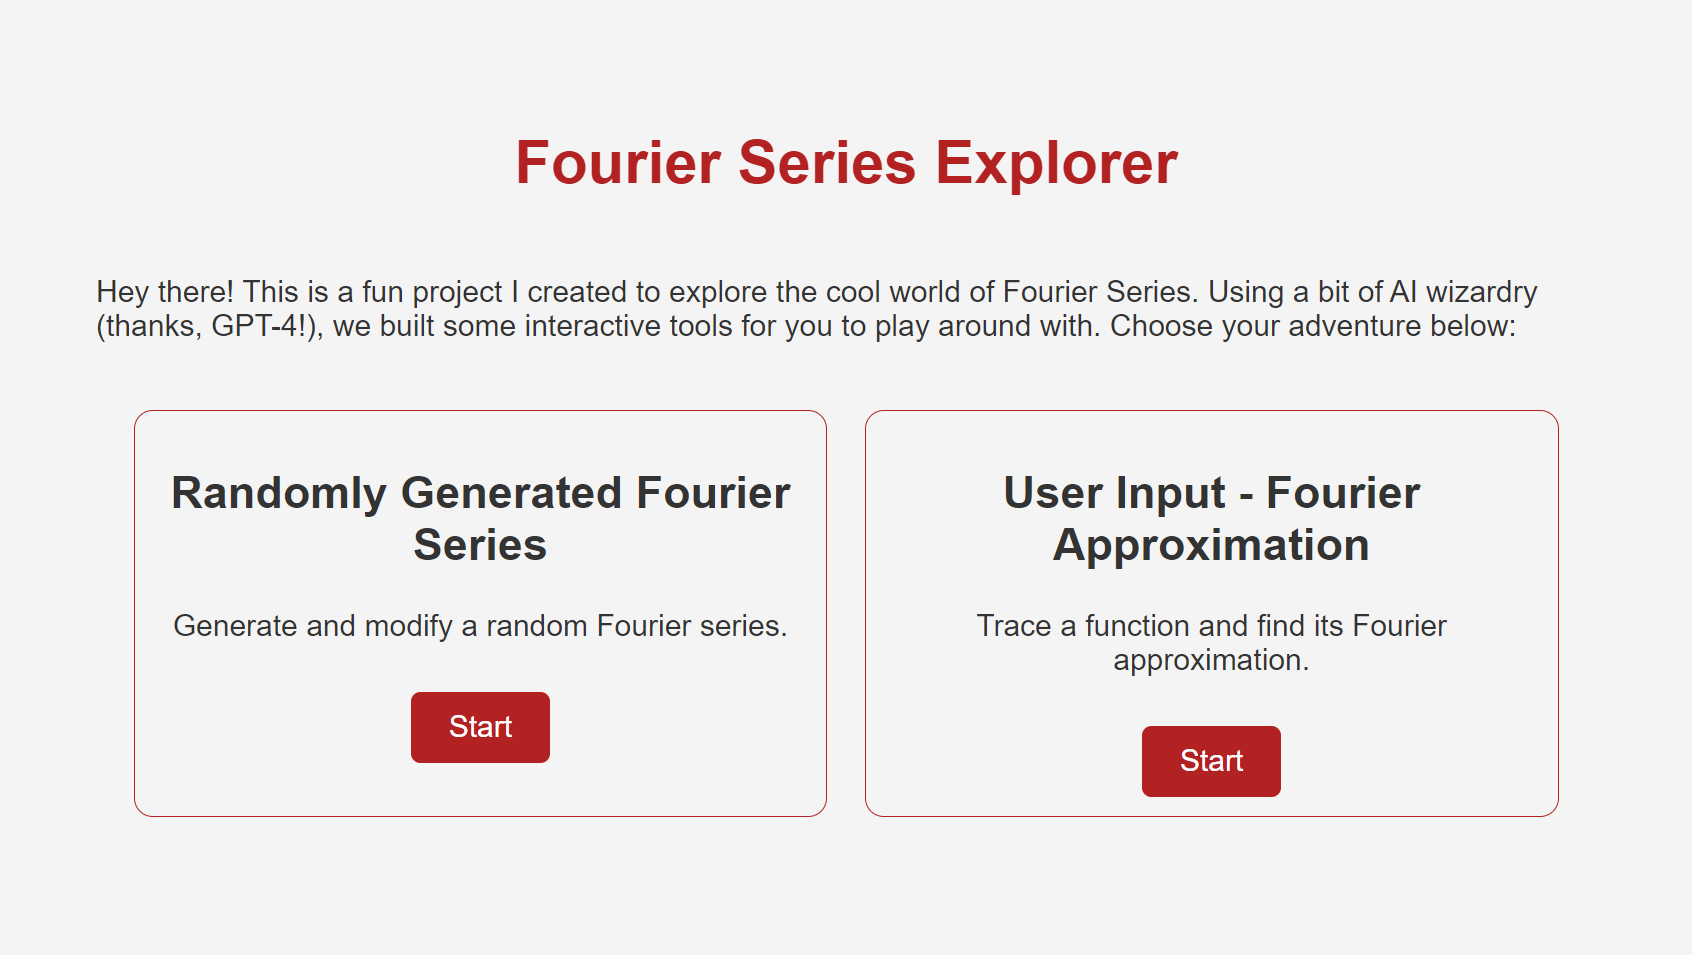 Fourier Series Explorer
Hey there! This is a fun project I created to explore the cool world of Fourier Series. Using a bit of AI wizardry
(thanks, GPT-4!), we built some interactive tools for you to play around with. Choose your adventure below:
Randomly Generated Fourier
Series
Generate and modify a random Fourier series.
Start
User Input - Fourier
Approximation
Trace a function and find its Fourier
approximation.
Start